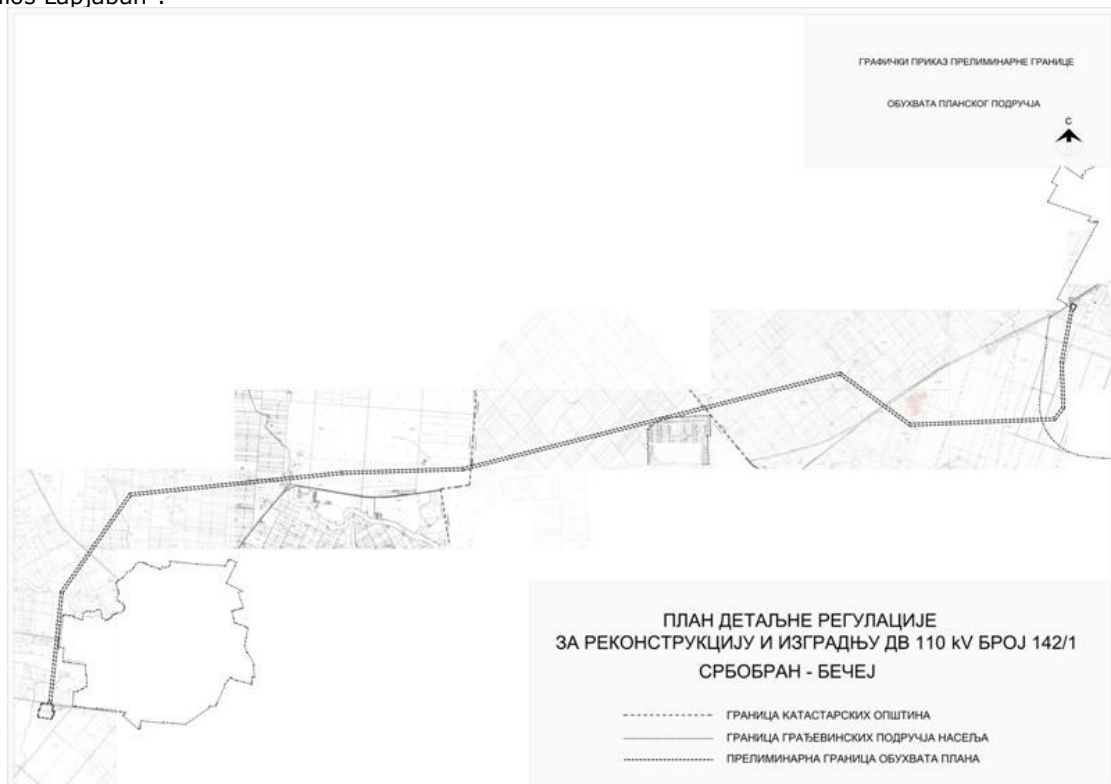 ГРАФИЧКИ ПРИКАЗ ПРЕЛИМИНАРНЕ ГРАНИЦЕ
ОБУХВАТА ПЛАНСКОГ ПОДРУЧЈА
С
ПЛАН ДЕТАЉНЕ РЕГУЛАЦИЈЕ
ЗА РЕКОНСТРУКЦИЈУ И ИЗГРАДЊУ ДВ 110 kV БРОЈ 142/1
СРБОБРАН - БЕЧЕЈ
ГРАНИЦА КАТАСТАРСКИХ ОПШТИНА
ГРАНИЦА ГРАЂЕВИНСКИХ ПОДРУЧЈА НАСЕЉА
ПРЕЛИМИНАРНА ГРАНИЦА ОБУХВАТА ПЛАНА